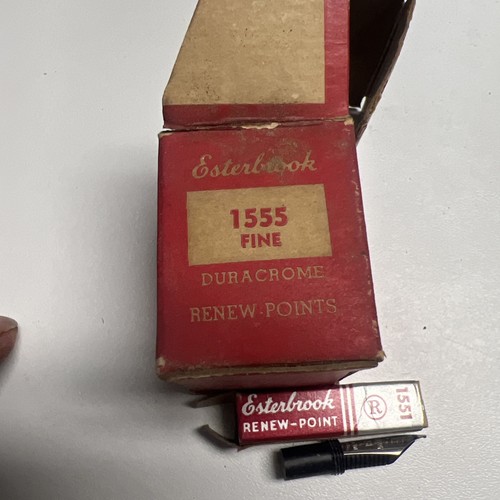 Esterbrook
1555
FINE
DURACROME
RENEW-POINTS
Esterbrook
RENEW-POINT
R
1551